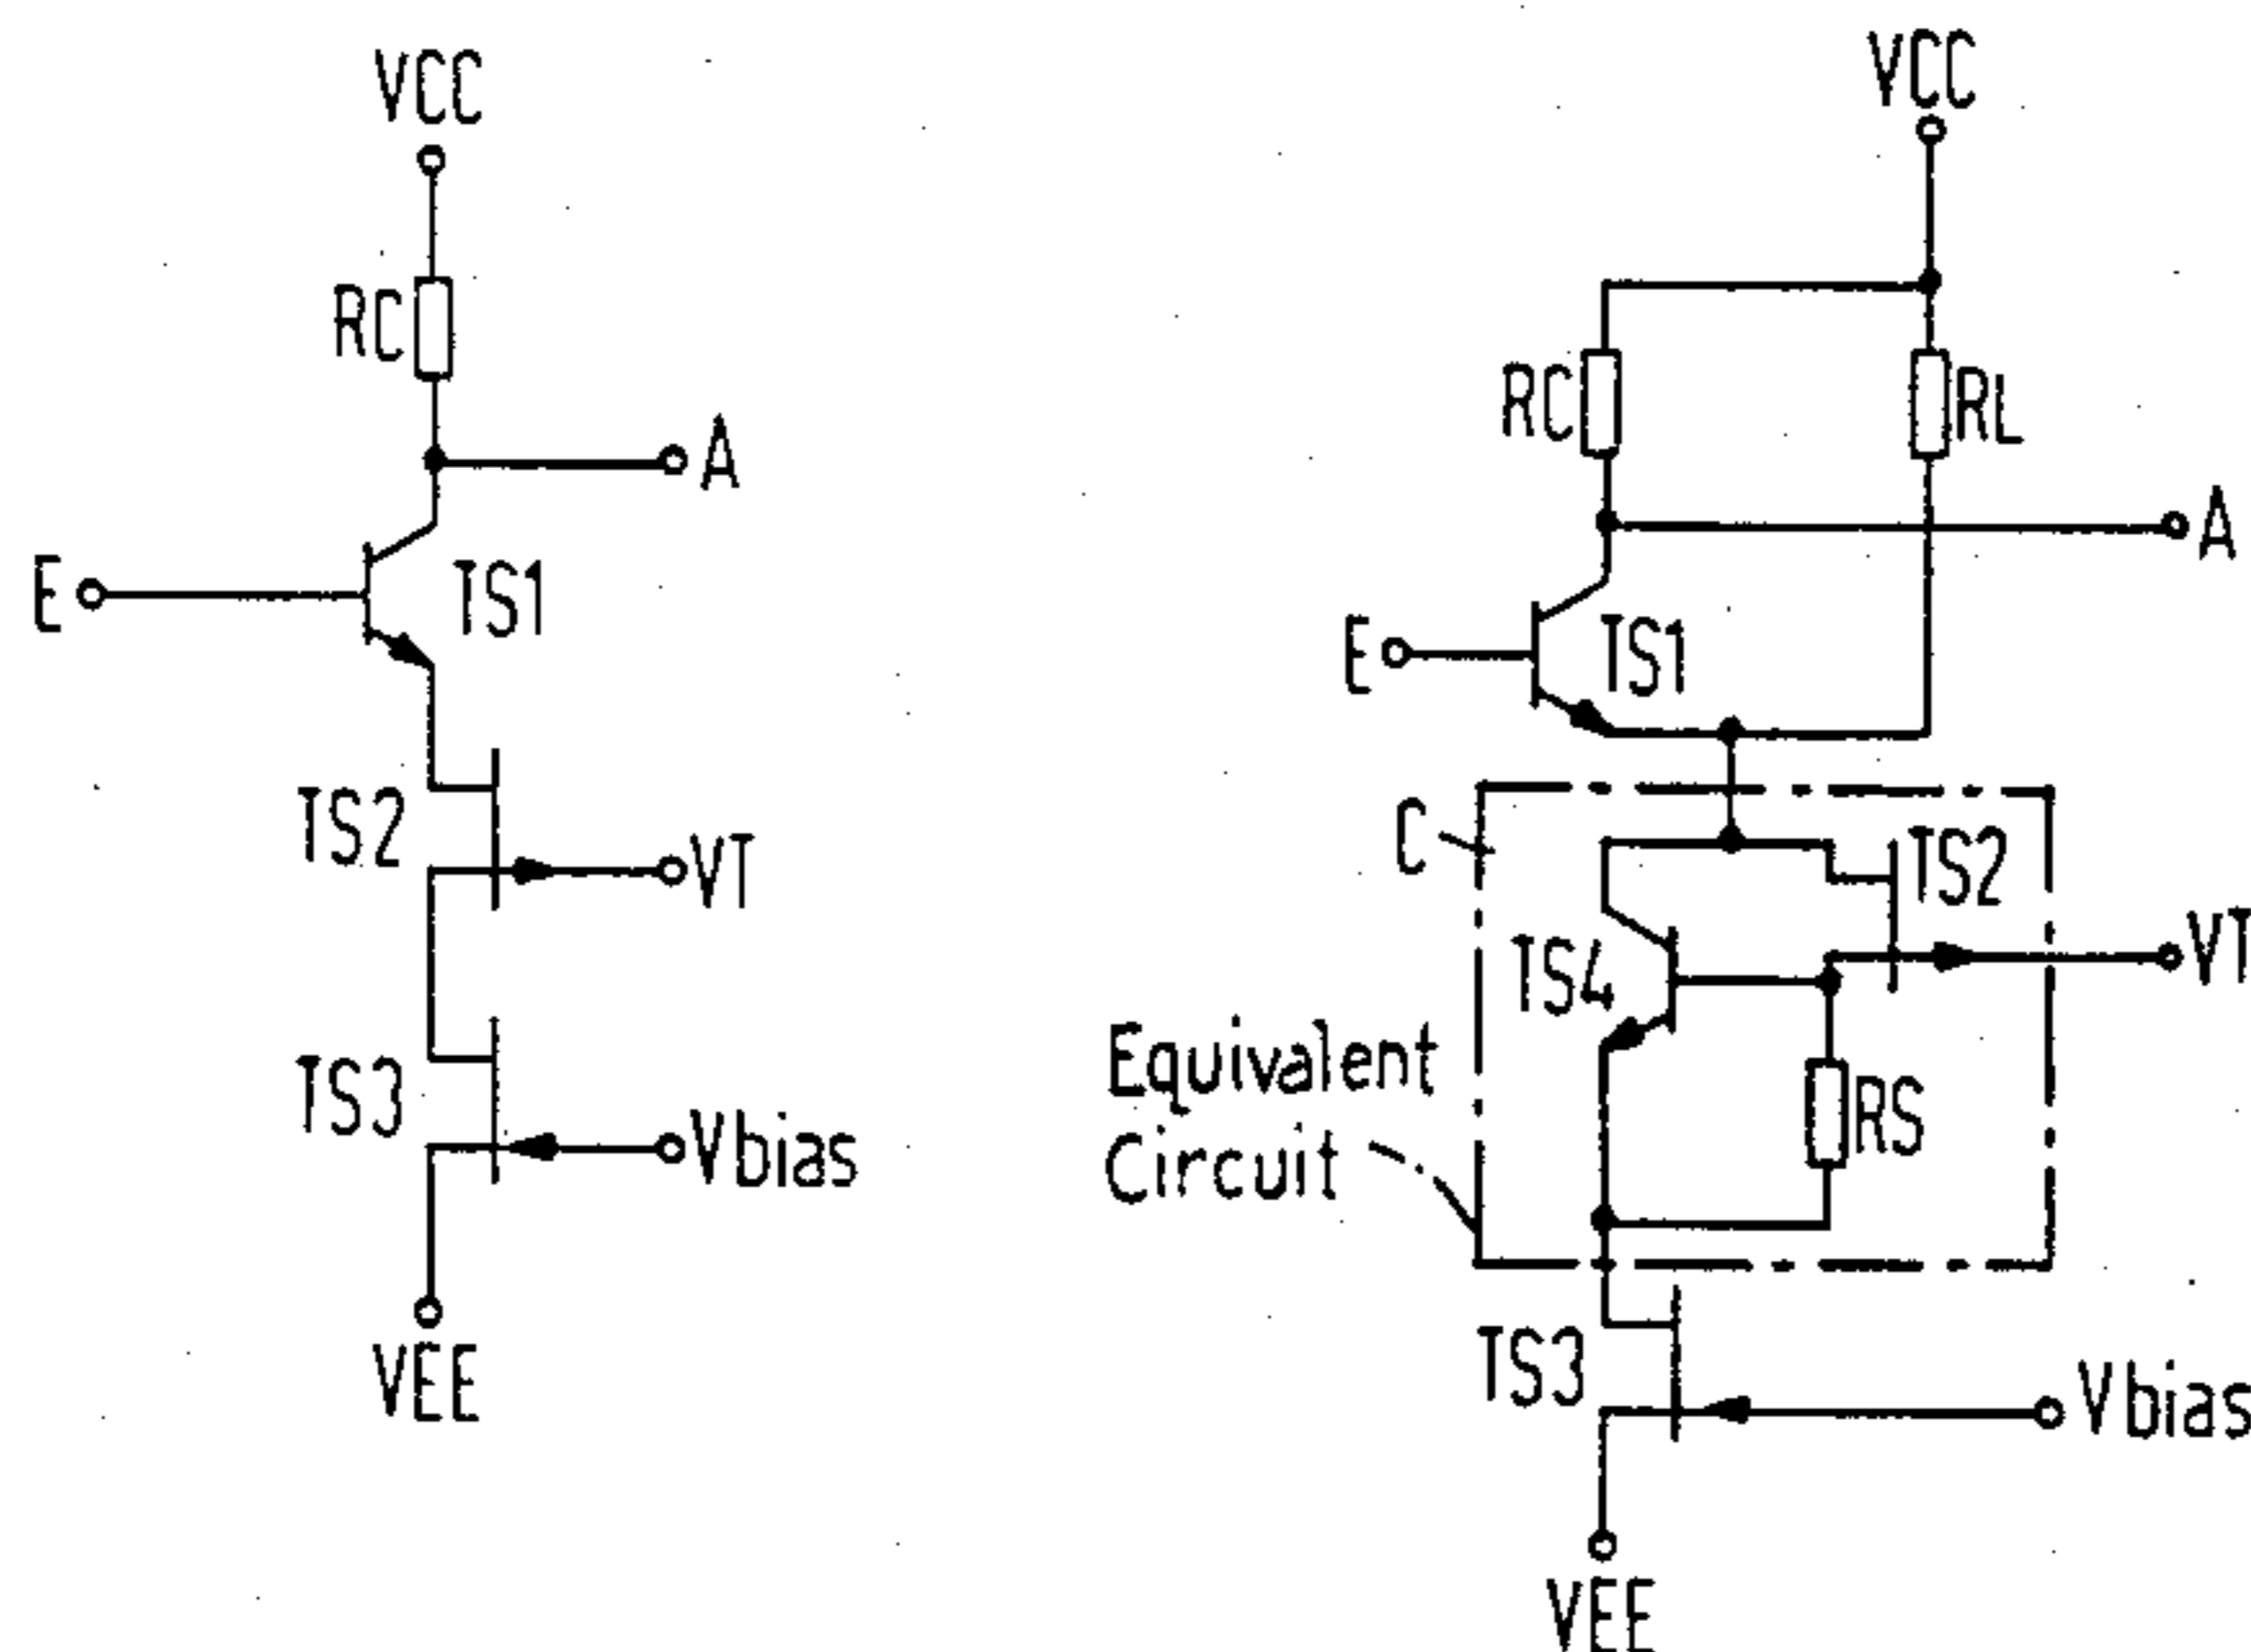 VCC
RC
A
E
TS1
TS2
VT
TS3
Vbias
VEE
VCC
RC
RL
A
E
TS1
C
TS2
VT
TS4
Equivalent
Circuit
RS
TS3
Vbias
VEE